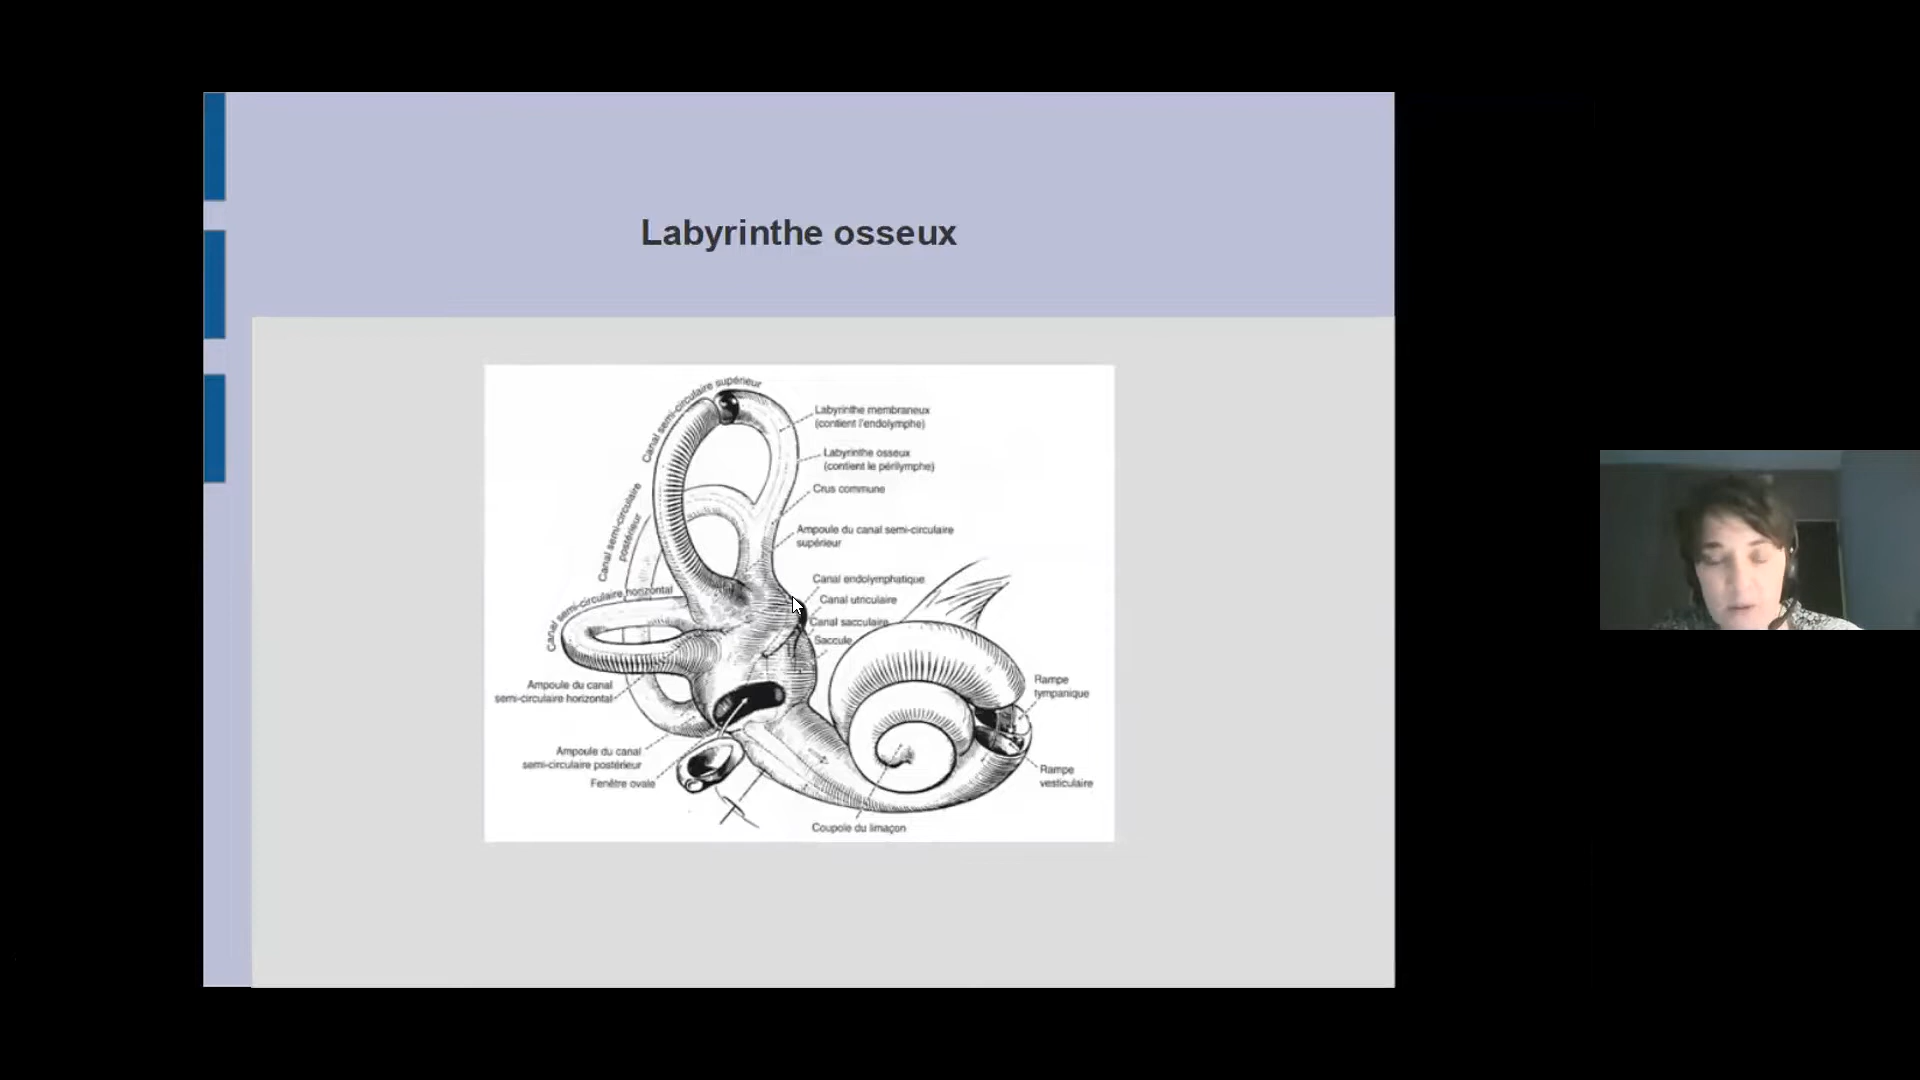 Labyrinthe osseux
Canal semi-circulaire supérieur
Labyrinthe membraneux
(contient l'endolymphe)
Labyrinthe osseux
(contient le périlymphe)
Crus commune
Canal semi-circulaire
postérieur
Ampoule du canal semi-circulaire
supérieur
Canal endolymphatique
Canal semi-circulaire horizontal
Canal utriculaire
Canal sacculaire
Saccule
Ampoule du canal
semi-circulaire horizontal
Rampe
tympanique
Ampoule du canal
semi-circulaire postérieur
Fenêtre ovale
Rampe
vesticulaire
Coupole du limaçon